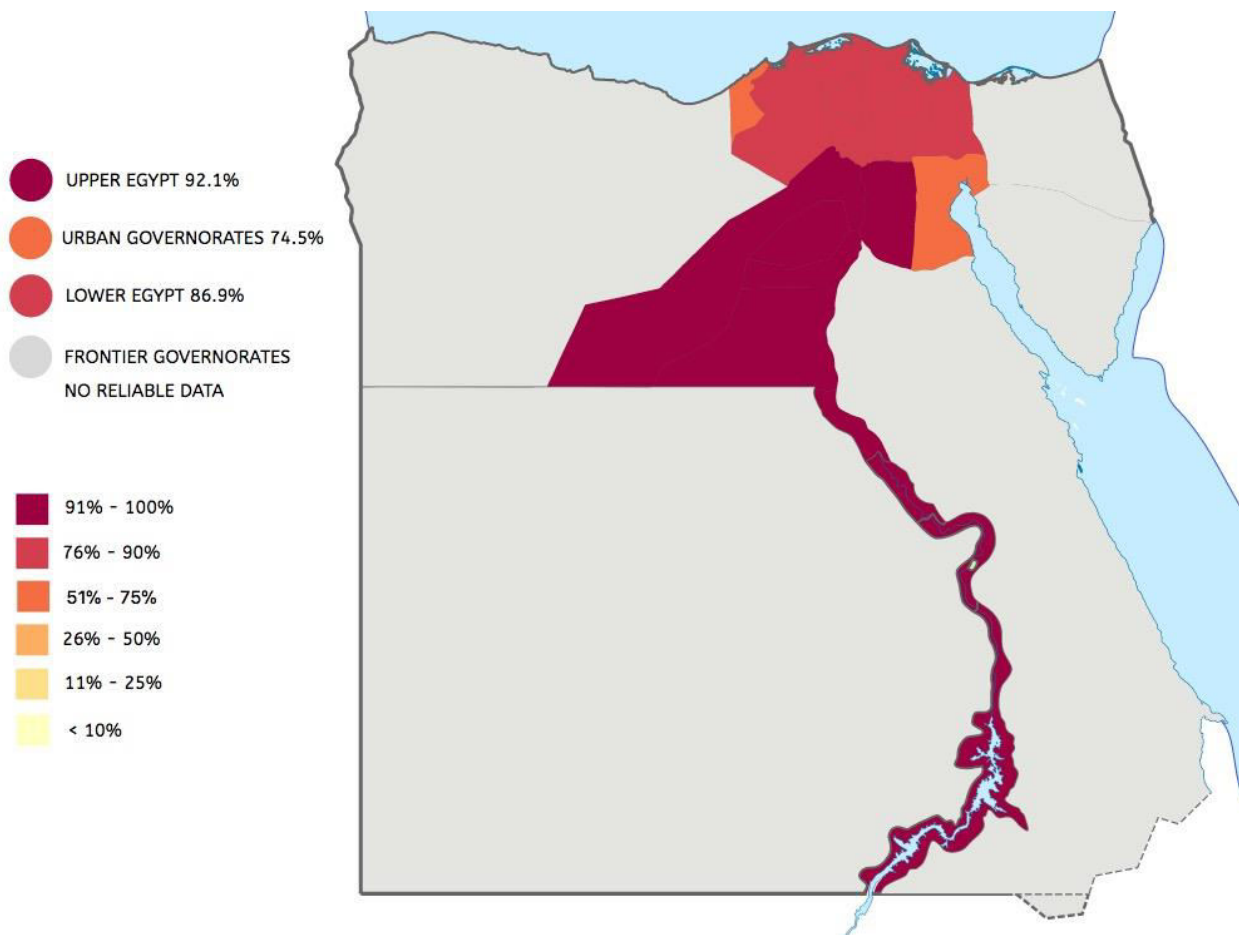 UPPER EGYPT 92.1%
URBAN GOVERNORATES 74.5%
LOWER EGYPT 86.9%
FRONTIER GOVERNORATES
NO RELIABLE DATA
91% - 100%
76% - 90%
51% - 75%
26% - 50%
11% - 25%
< 10%